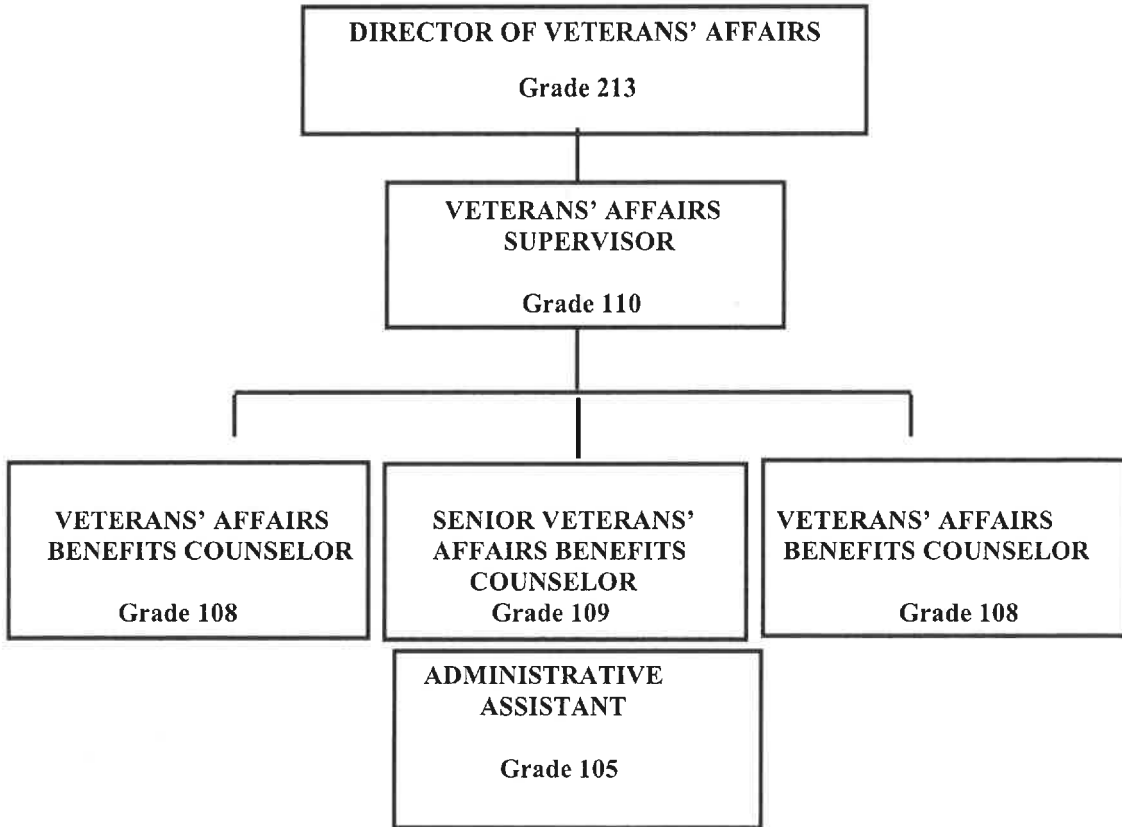 DIRECTOR OF VETERANS’ AFFAIRS
Grade 213
VETERANS’ AFFAIRS
SUPERVISOR
Grade 110
VETERANS’ AFFAIRS
BENEFITS COUNSELOR
Grade 108
SENIOR VETERANS’
AFFAIRS BENEFITS
COUNSELOR
Grade 109
VETERANS’ AFFAIRS
BENEFITS COUNSELOR
Grade 108
ADMINISTRATIVE
ASSISTANT
Grade 105